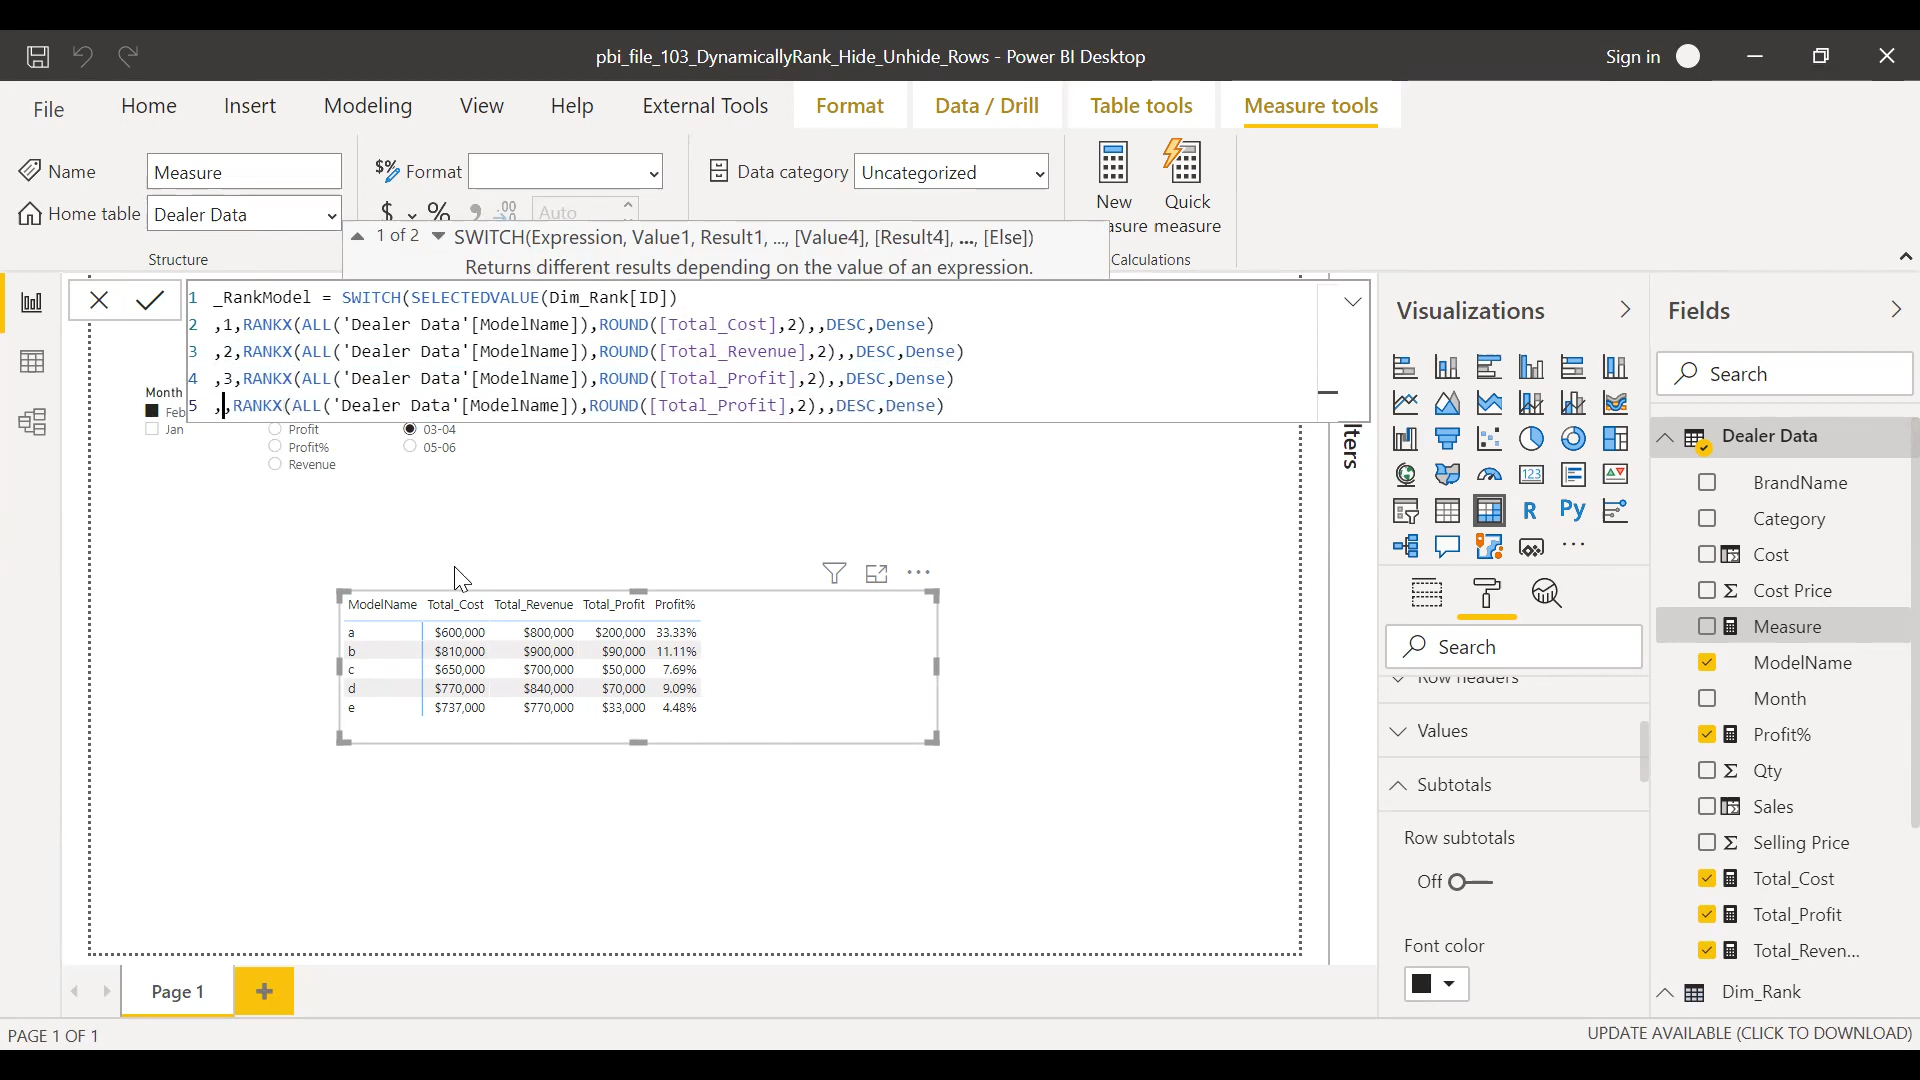 pbi_file_103_DynamicallyRank_Hide_Unhide_Rows - Power BI Desktop
Sign in
File
Home
Insert
Modeling
View
Help
External Tools
Format
Data / Drill
Table tools
Measure tools
Name
Measure
Format
Data category
Uncategorized
New
Quick
Home table
Dealer Data
$
%
Auto
asure measure
Structure
Calculations
1 of 2
SWITCH(Expression, Value1, Result1, ..., [Value4], [Result4], ..., [Else])
Returns different results depending on the value of an expression.
1 _RankModel = SWITCH(SELECTEDVALUE(Dim_Rank[ID])
2 ,1,RANKX(ALL('Dealer Data'[ModelName]),ROUND([Total_Cost],2),,DESC,Dense)
3 ,2,RANKX(ALL('Dealer Data'[ModelName]),ROUND([Total_Revenue],2),,DESC,Dense)
4 ,3,RANKX(ALL('Dealer Data'[ModelName]),ROUND([Total_Profit],2),,DESC,Dense)
5 ,,RANKX(ALL('Dealer Data'[ModelName]),ROUND([Total_Profit],2),,DESC,Dense)
Month
Feb
Jan
Profit
Profit%
Revenue
03-04
05-06
lters
ModelName Total_Cost Total_Revenue Total_Profit Profit%
a $600,000 $800,000 $200,000 33.33%
b $810,000 $900,000 $90,000 11.11%
c $650,000 $700,000 $50,000 7.69%
d $770,000 $840,000 $70,000 9.09%
e $737,000 $770,000 $33,000 4.48%
Visualizations
123
R
Py
Search
Row headers
Values
Subtotals
Row subtotals
Off
Font color
Fields
Search
Dealer Data
BrandName
Category
Cost
Cost Price
Measure
ModelName
Month
Profit%
Qty
Sales
Selling Price
Total_Cost
Total_Profit
Total_Reven...
Dim_Rank
Page 1
PAGE 1 OF 1
UPDATE AVAILABLE (CLICK TO DOWNLOAD)